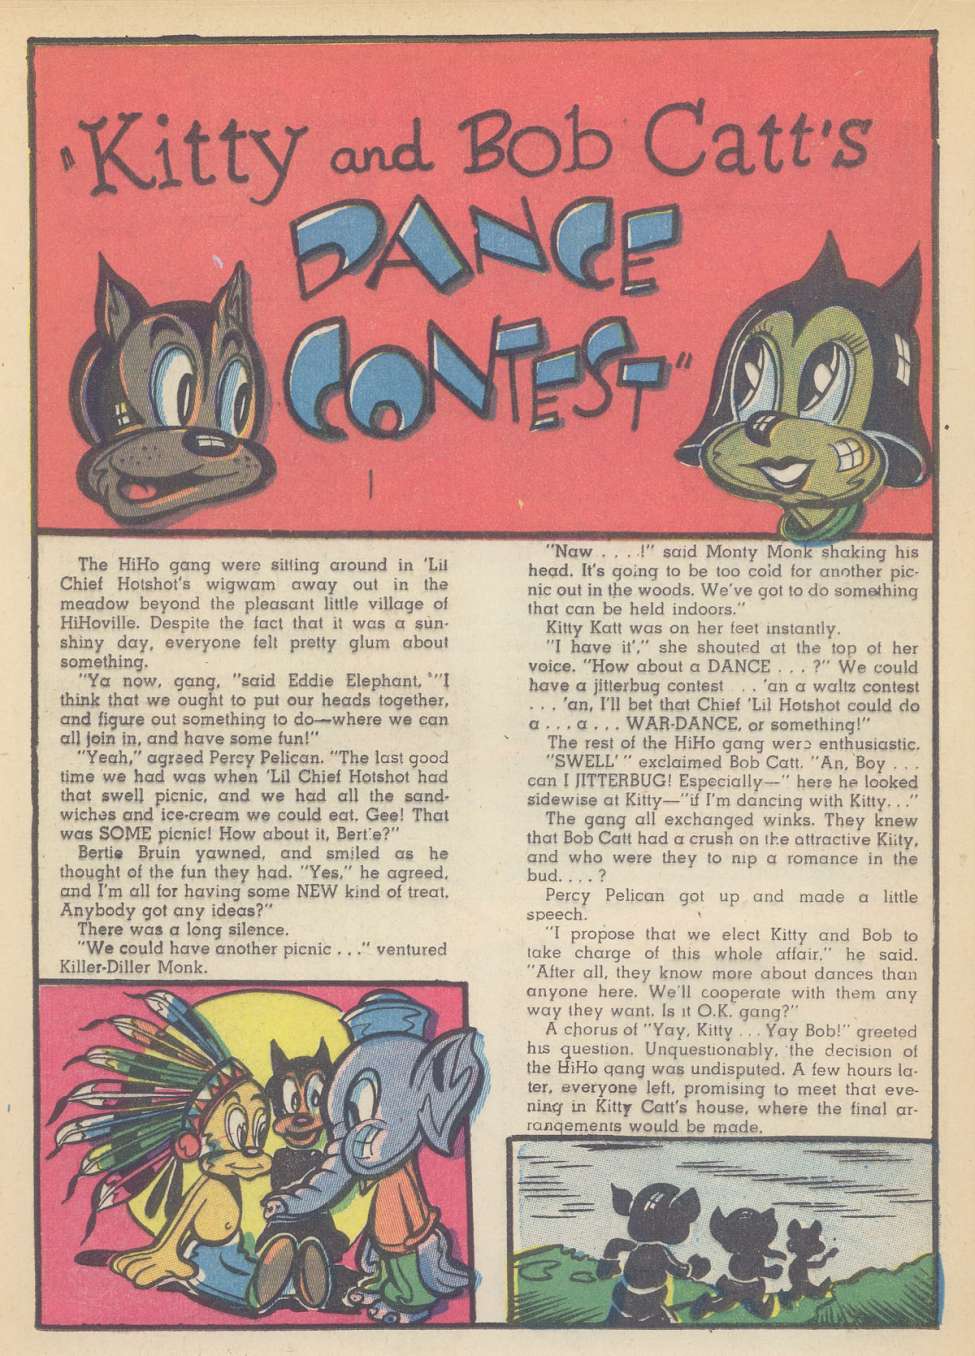 "Kitty and Bob Catt's
DANCE
CONTEST"
The HiHo gang were sitting around in 'Lil
Chief Hotshot's wigwam away out in the
meadow beyond the pleasant little village of
HiHoville. Despite the fact that it was a sun-
shiny day, everyone felt pretty glum about
something.
"Ya now, gang, "said Eddie Elephant, "I
think that we ought to put our heads together,
and figure out something to do—where we can
all join in, and have some fun!"
"Yeah," agreed Percy Pelican. "The last good
time we had was when 'Lil Chief Hotshot had
that swell picnic, and we had all the sand-
wiches and ice-cream we could eat. Gee! That
was SOME picnic! How about it, Bertie?"
Bertie Bruin yawned, and smiled as he
thought of the fun they had. "Yes," he agreed,
and I'm all for having some NEW kind of treat.
Anybody got any ideas?"
There was a long silence.
"We could have another picnic . . ." ventured
Killer-Diller Monk.
"Naw . . . .!" said Monty Monk shaking his
head. It's going to be too cold for another pic-
nic out in the woods. We've got to do something
that can be held indoors."
Kitty Katt was on her feet instantly.
"I have it'," she shouted at the top of her
voice. "How about a DANCE . . . ?" We could
have a jitterbug contest . . 'an a waltz contest
. . . 'an, I'll bet that Chief 'Lil Hotshot could do
a . . . a . . . WAR-DANCE, or something!"
The rest of the HiHo gang were enthusiastic.
"SWELL' " exclaimed Bob Catt. "An, Boy . . .
can I JITTERBUG! Especially—" here he looked
sidewise at Kitty—"if I'm dancing with Kitty. . ."
The gang all exchanged winks. They knew
that Bob Catt had a crush on the attractive Kitty,
and who were they to nip a romance in the
bud. . . . ?
Percy Pelican got up and made a little
speech.
"I propose that we elect Kitty and Bob to
take charge of this whole affair," he said.
"After all, they know more about dances than
anyone here. We'll cooperate with them any
way they want. Is it O.K. gang?"
A chorus of "Yay, Kitty . . . Yay Bob!" greeted
his question. Unquestionably, the decision of
the HiHo gang was undisputed. A few hours la-
ter, everyone left, promising to meet that eve-
ning in Kitty Catt's house, where the final ar-
rangements would be made.